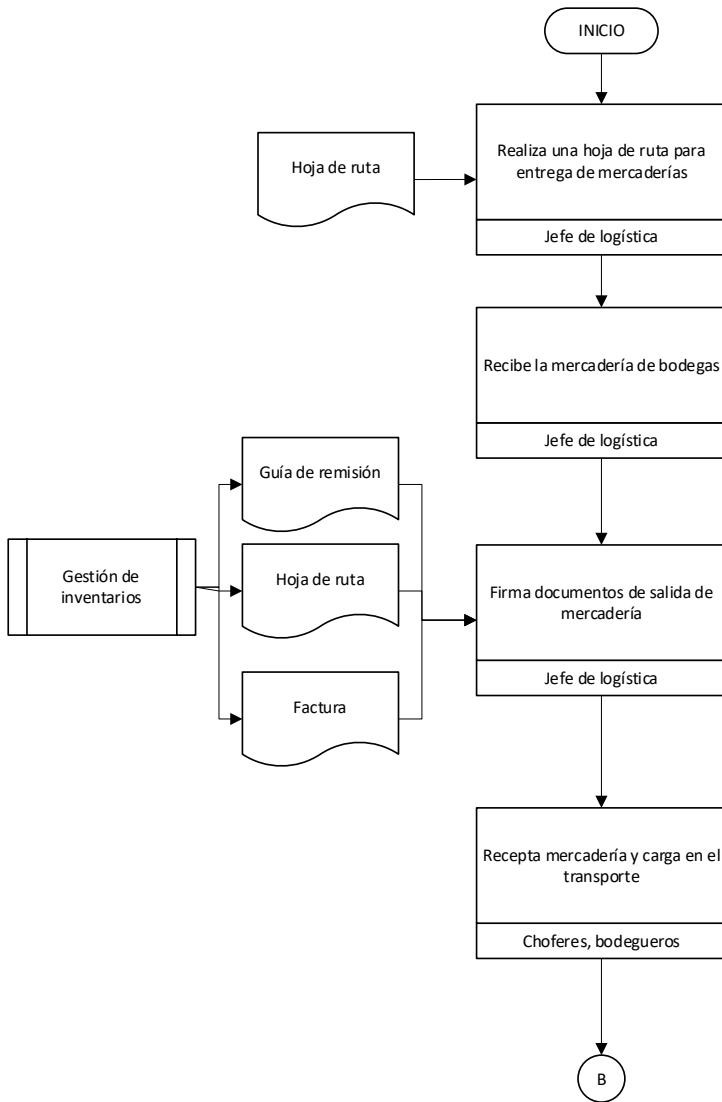 INICIO
Hoja de ruta
Realiza una hoja de ruta para
entrega de mercaderías
Jefe de logística
Recibe la mercadería de bodegas
Jefe de logística
Guía de remisión
Gestión de
inventarios
Hoja de ruta
Factura
Firma documentos de salida de
mercadería
Jefe de logística
Recepta mercadería y carga en el
transporte
Choferes, bodegueros
B